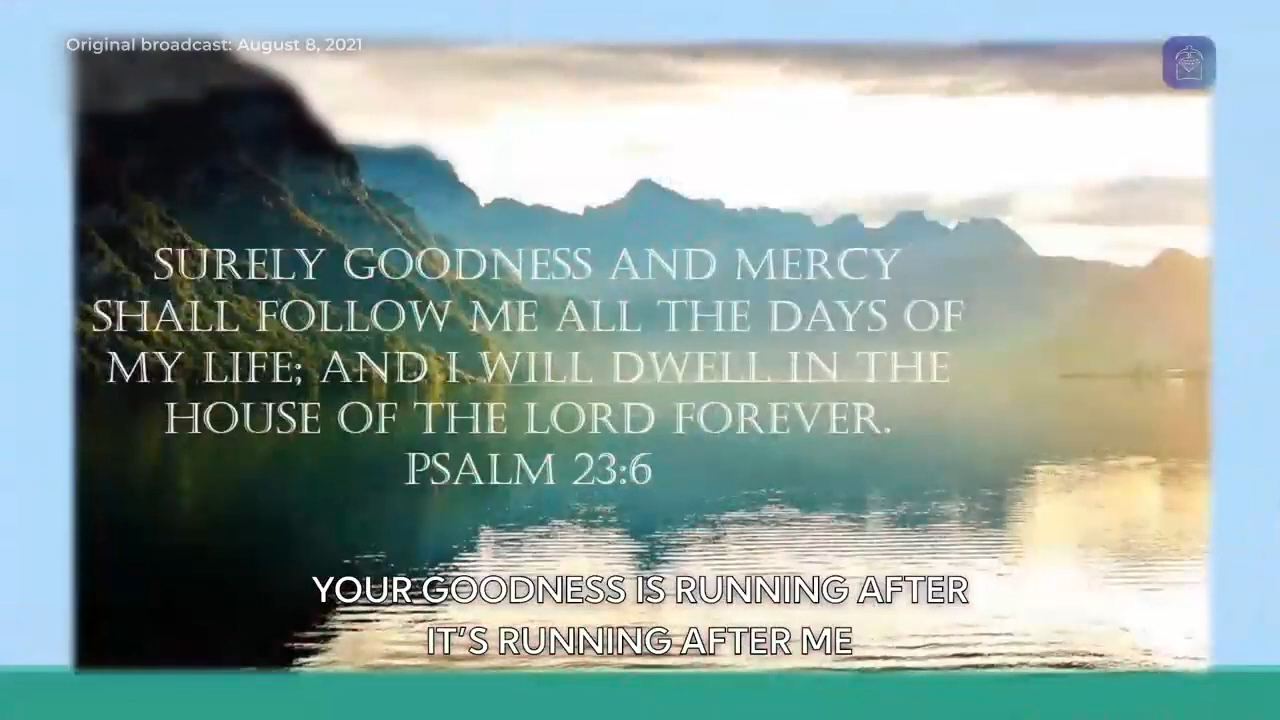 Original broadcast: August 8, 2021
SURELY GOODNESS AND MERCY
SHALL FOLLOW ME ALL THE DAYS OF
MY LIFE; AND I WILL DWELL IN THE
HOUSE OF THE LORD FOREVER.
PSALM 23:6
YOUR GOODNESS IS RUNNING AFTER
IT'S RUNNING AFTER ME